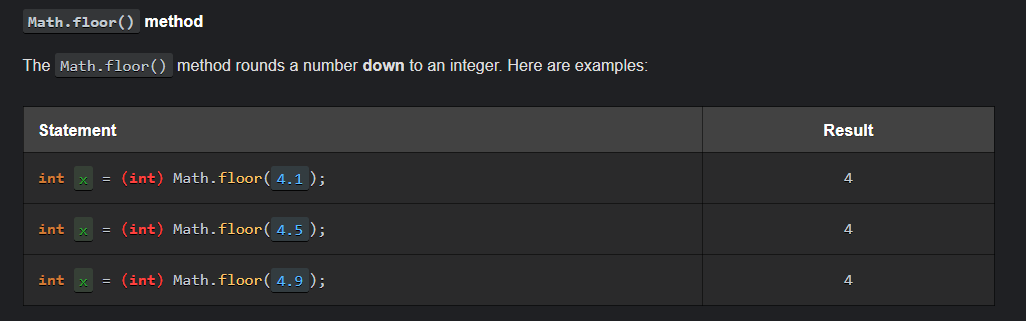 Math.floor() method
The Math.floor() method rounds a number down to an integer. Here are examples:
Statement Result
int x = (int) Math.floor(4.1); 4
int x = (int) Math.floor(4.5); 4
int x = (int) Math.floor(4.9); 4